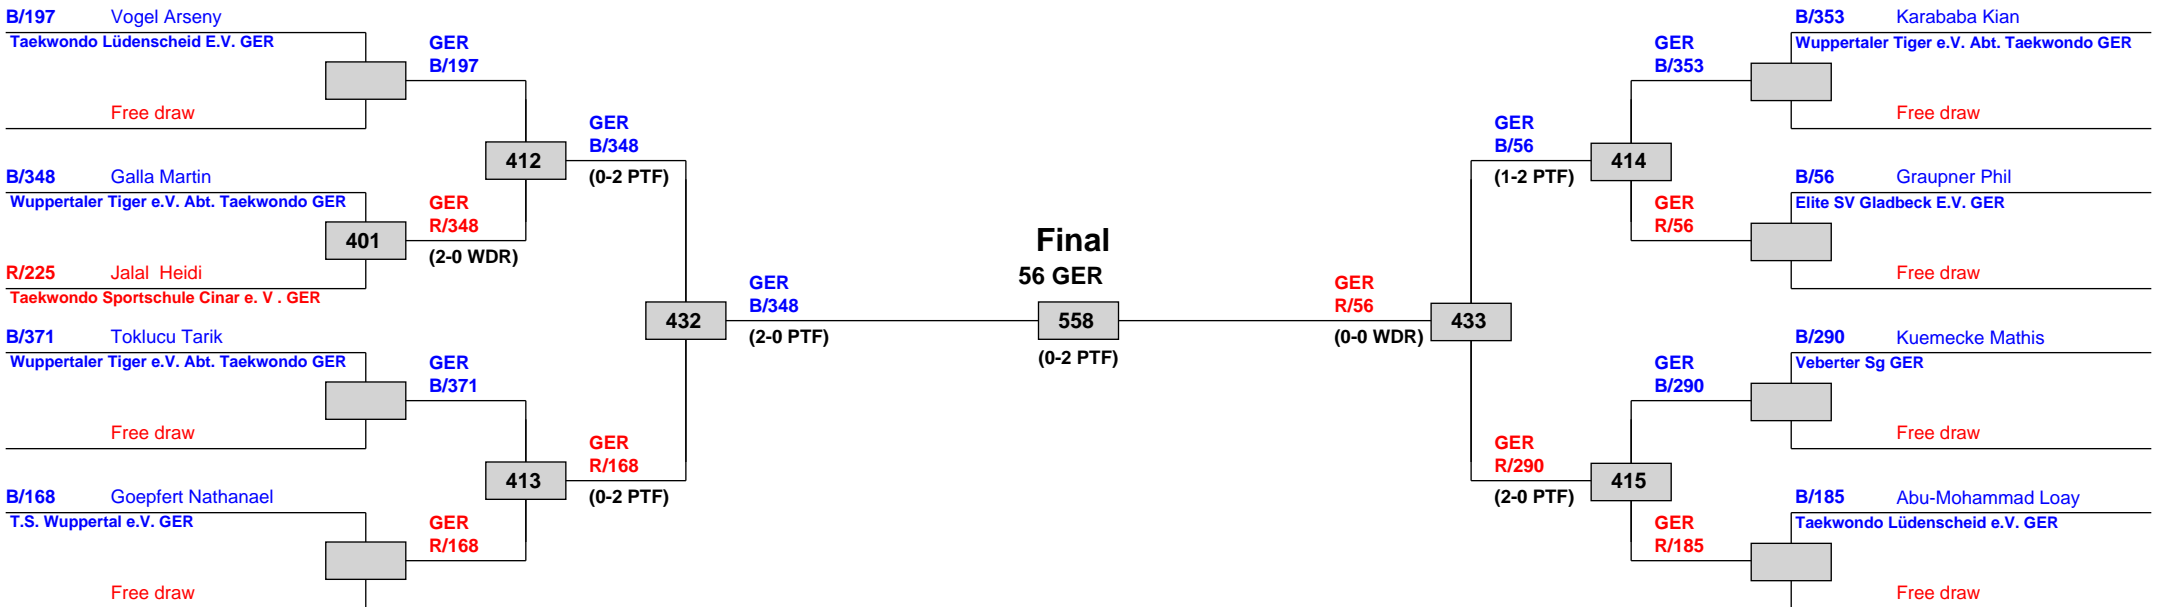 B/197 Vogel Arseny
Taekwondo Lüdenscheid E.V. GER
Free draw
B/348 Galla Martin
Wuppertaler Tiger e.V. Abt. Taekwondo GER
R/225 Jalal  Heidi
Taekwondo Sportschule Cinar e. V . GER
B/371 Toklucu Tarik
Wuppertaler Tiger e.V. Abt. Taekwondo GER
Free draw
B/168 Goepfert Nathanael
T.S. Wuppertal e.V. GER
Free draw
GER
B/197
401
GER
R/348
(2-0 WDR)
GER
B/371
GER
R/168
412
GER
B/348
(0-2 PTF)
413
GER
R/168
(0-2 PTF)
432
GER
B/348
(2-0 PTF)
Final
56 GER
558
(0-2 PTF)
GER
R/56
(0-0 WDR)
433
GER
B/56
(1-2 PTF)
414
GER
R/290
(2-0 PTF)
415
GER
B/353
GER
R/56
GER
B/290
GER
R/185
B/353 Karababa Kian
Wuppertaler Tiger e.V. Abt. Taekwondo GER
Free draw
B/56 Graupner Phil
Elite SV Gladbeck E.V. GER
Free draw
B/290 Kuemecke Mathis
Veberter Sg GER
Free draw
B/185 Abu-Mohammad Loay
Taekwondo Lüdenscheid e.V. GER
Free draw